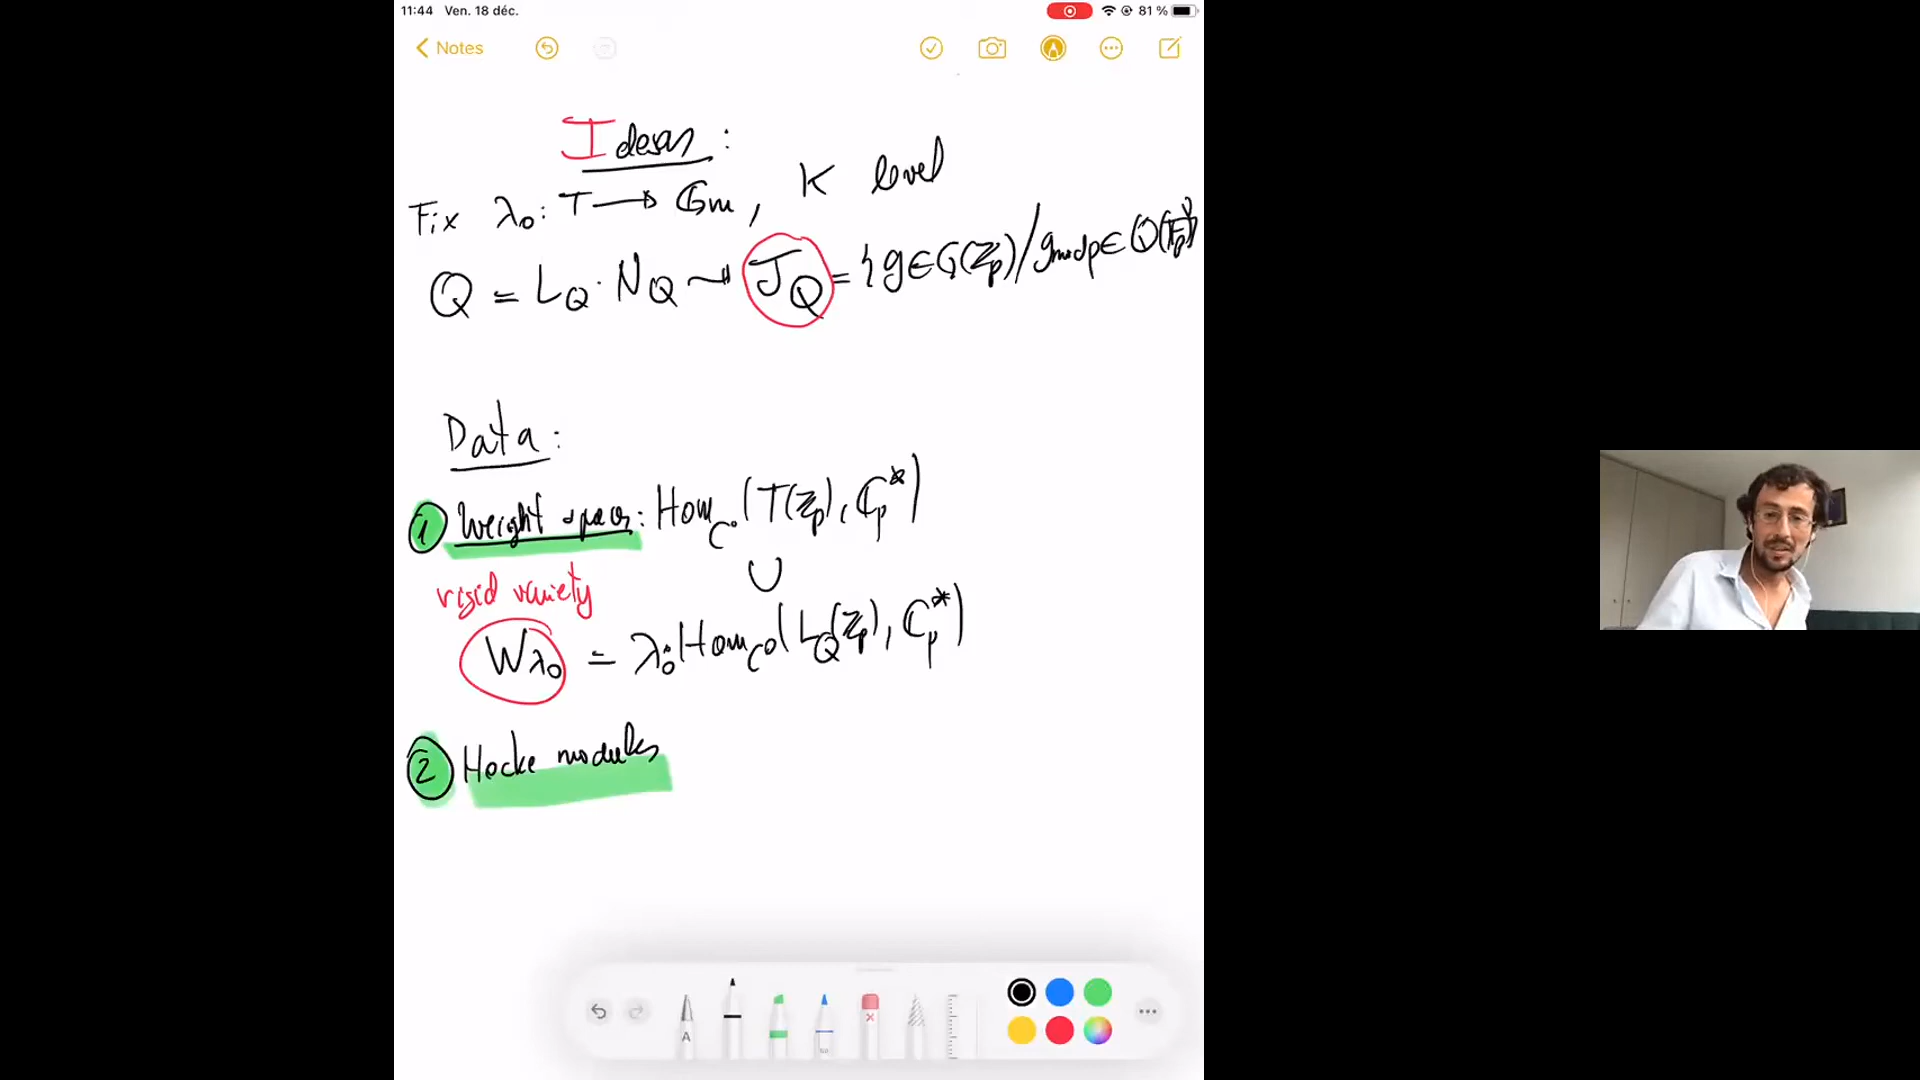 11:44 Ven. 18 déc. 81 %
Notes
Ideas:
Fix λ₀: T → Gm, K level
Q = L_Q · N_Q ⇝ J_Q = {g ∈ G(ℤp) / g mod p ∈ Q(𝔽p)}
Data:
① Weight space: Hom_C⁰(T(ℤp), ℂp*)
∪
rigid variety
W_λ₀ = λ₀·Hom_C⁰(L_Q(ℤp), ℂp*)
② Hecke modules
A
50